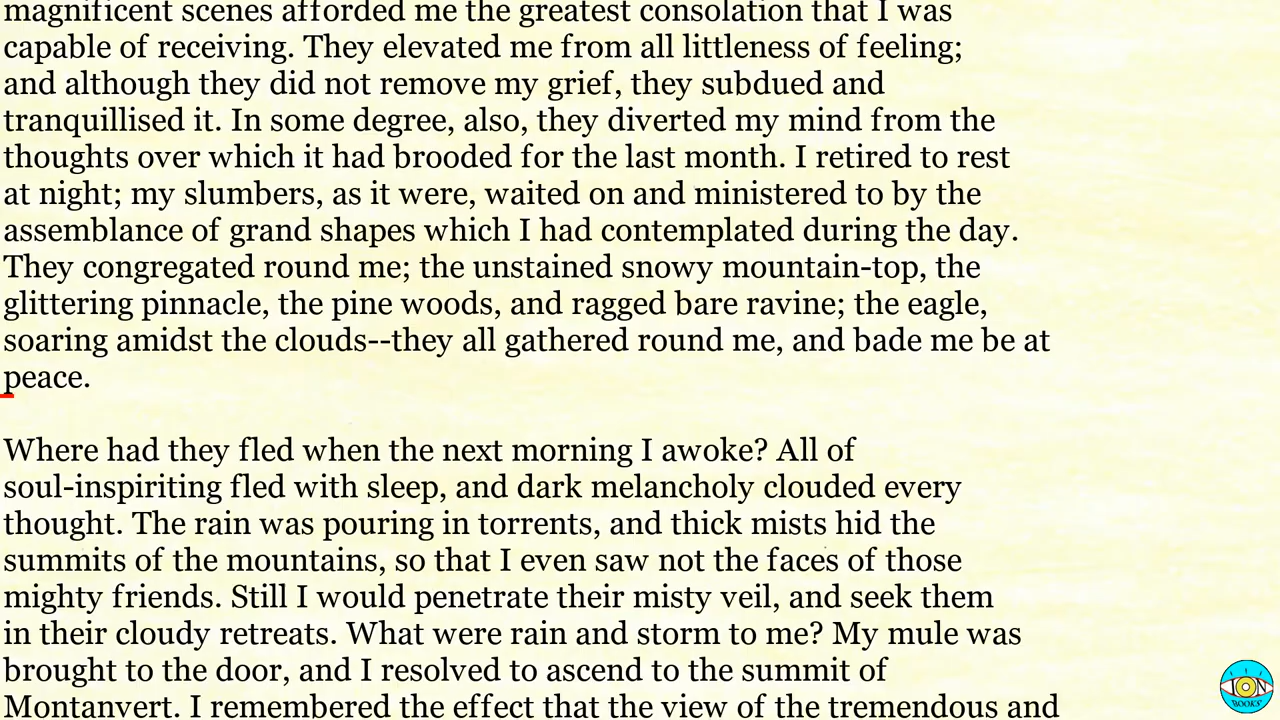 magnificent scenes afforded me the greatest consolation that I was
capable of receiving. They elevated me from all littleness of feeling;
and although they did not remove my grief, they subdued and
tranquillised it. In some degree, also, they diverted my mind from the
thoughts over which it had brooded for the last month. I retired to rest
at night; my slumbers, as it were, waited on and ministered to by the
assemblance of grand shapes which I had contemplated during the day.
They congregated round me; the unstained snowy mountain-top, the
glittering pinnacle, the pine woods, and ragged bare ravine; the eagle,
soaring amidst the clouds--they all gathered round me, and bade me be at
peace.
Where had they fled when the next morning I awoke? All of
soul-inspiriting fled with sleep, and dark melancholy clouded every
thought. The rain was pouring in torrents, and thick mists hid the
summits of the mountains, so that I even saw not the faces of those
mighty friends. Still I would penetrate their misty veil, and seek them
in their cloudy retreats. What were rain and storm to me? My mule was
brought to the door, and I resolved to ascend to the summit of
Montanvert. I remembered the effect that the view of the tremendous and
BOOKS